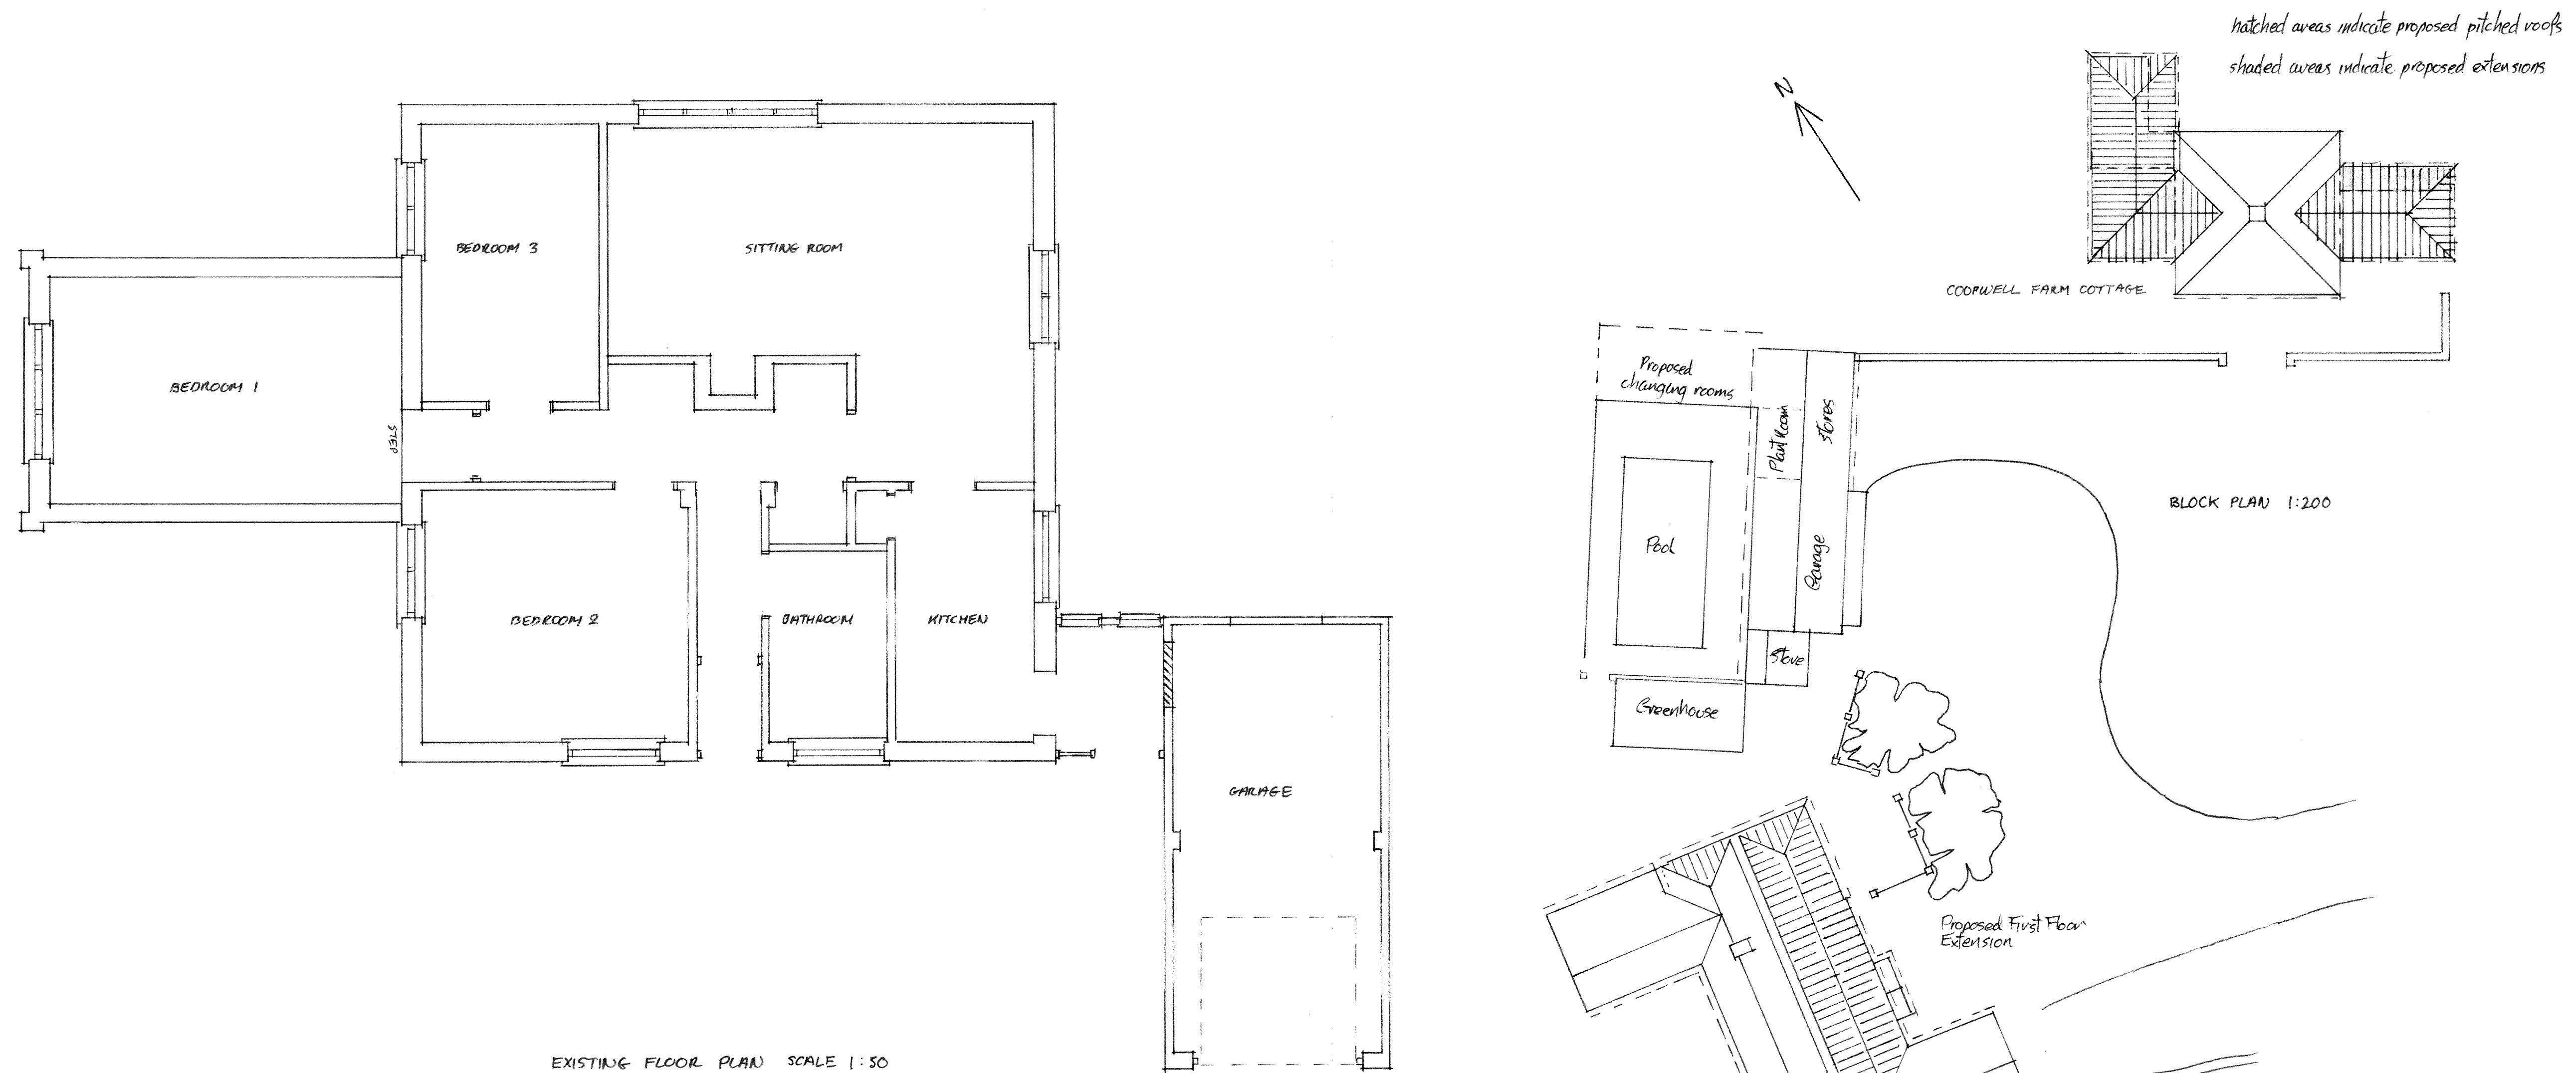 hatched areas indicate proposed pitched roofs
shaded areas indicate proposed extensions
N
BEDROOM 3
SITTING ROOM
COOPWELL FARM COTTAGE
BEDROOM 1
STEP
Proposed
changing rooms
Plant Room
Stores
BLOCK PLAN 1:200
Pool
Garage
BEDROOM 2
BATHROOM
KITCHEN
Store
Greenhouse
GARAGE
Proposed First Floor
Extension
EXISTING FLOOR PLAN SCALE 1:50